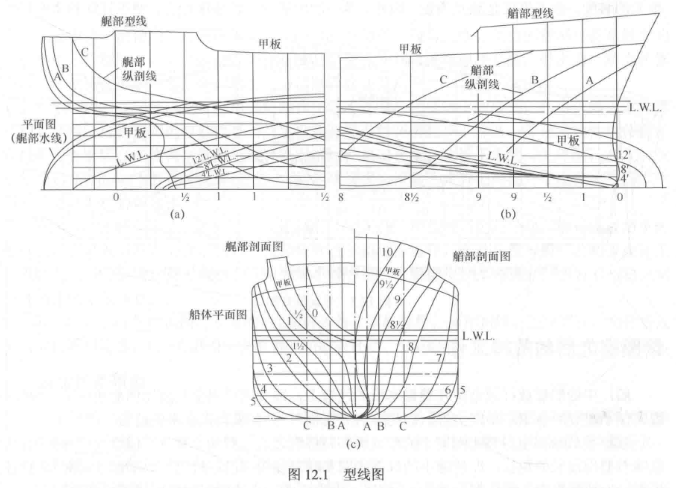 艉部型线
甲板
C
B
A
艉部
纵剖线
平面图
(艉部水线)
甲板
L.W.L.
12'L.W.L.
4'W.L.
0
½
1
1
½
(a)
艏部型线
甲板
C
艏部
纵剖线
B
A
L.W.L.
甲板
L.W.L.
12'
8'
4'
8
8½
9
9
½
1
0
(b)
艉部剖面图
艏部剖面图
10
甲板
甲板
9½
9
船体平面图
½
0
1
8½
L.W.L.
1½
2
8
7
3
4
6
5
5
C
B
A
A
B
C
(c)
图 12.1 型线图